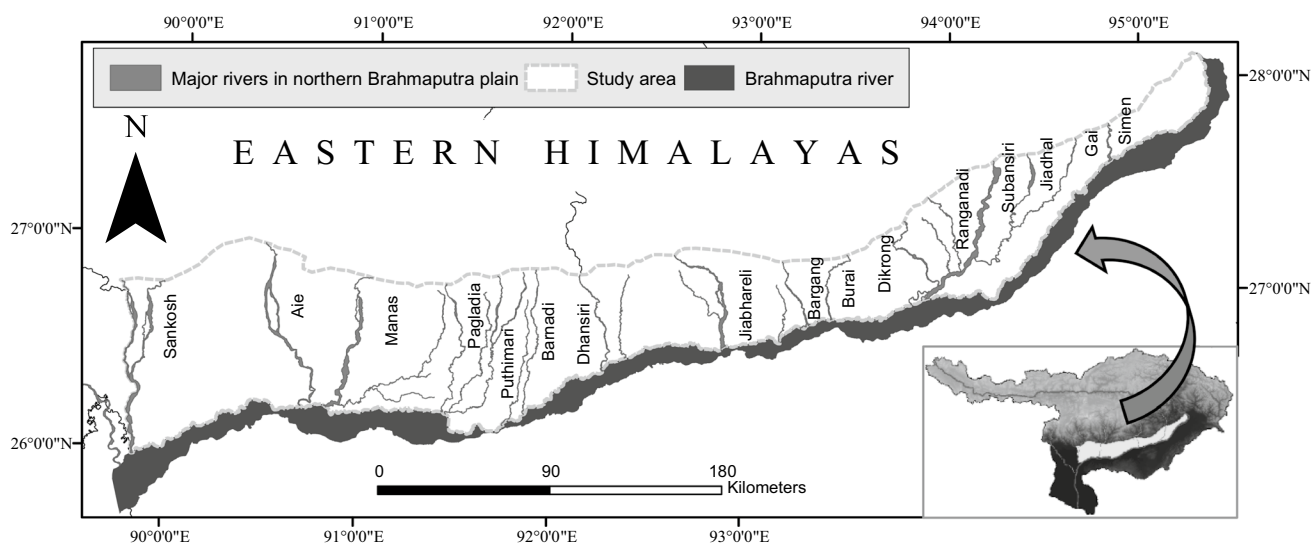 90°0'0"E 91°0'0"E 92°0'0"E 93°0'0"E 94°0'0"E 95°0'0"E
Major rivers in northern Brahmaputra plain Study area Brahmaputra river
28°0'0"N
N
EASTERN HIMALAYAS
Sankosh
Aie
Manas
Pagladia
Puthimari
Barnadi
Dhansiri
Jiabhareli
Bargang
Burai
Dikrong
Ranganadi
Subansiri
Jiadhal
Gai
Simen
27°0'0"N
27°0'0"N
26°0'0"N
0 90 180
Kilometers
90°0'0"E 91°0'0"E 92°0'0"E 93°0'0"E